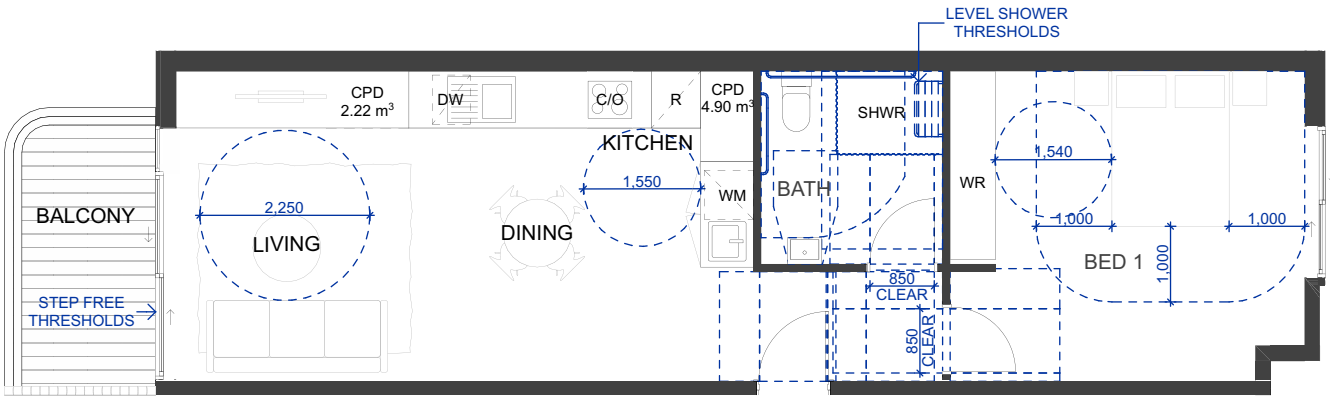 LEVEL SHOWER
THRESHOLDS
CPD
2.22 m³
DW
C/O
R
CPD
4.90 m³
SHWR
KITCHEN
1,550
WM
BATH
WR
1,540
1,000
1,000
1,000
BED 1
BALCONY
2,250
LIVING
DINING
STEP FREE
THRESHOLDS
850
CLEAR
850
CLEAR